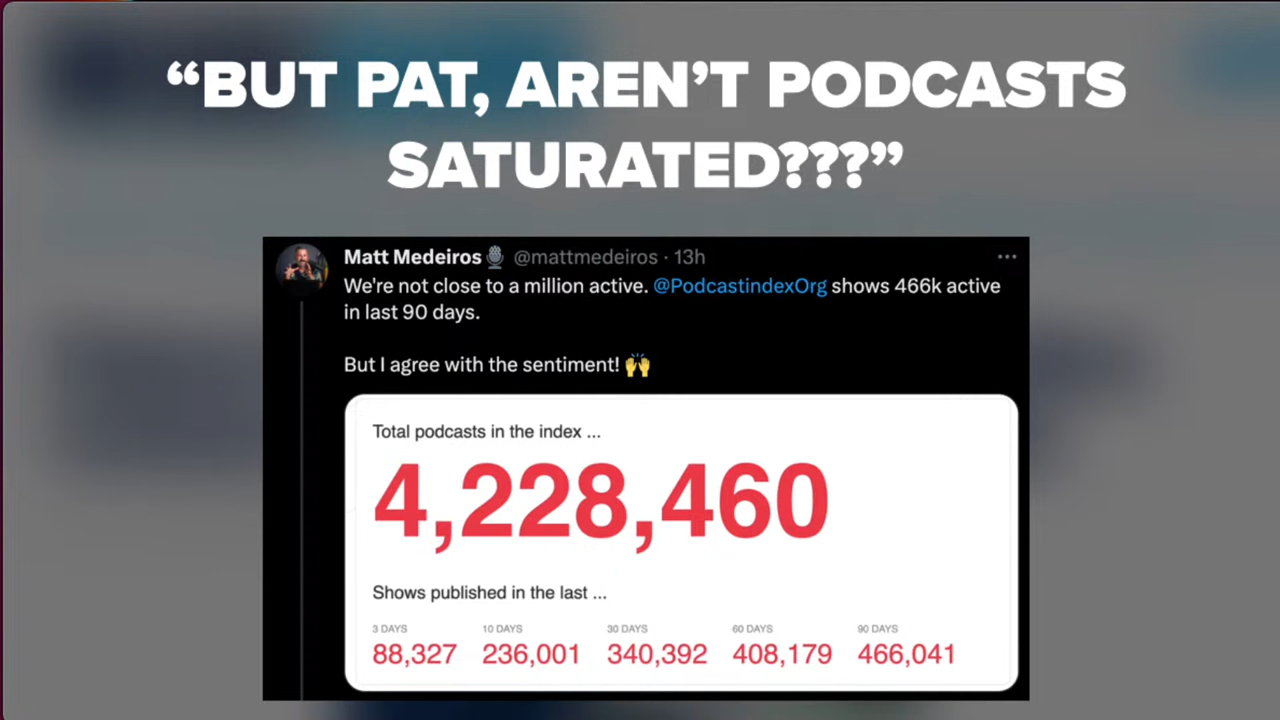 “BUT PAT, AREN’T PODCASTS
SATURATED???”
Matt Medeiros🎙️ @mattmedeiros · 13h
We're not close to a million active. @PodcastindexOrg shows 466k active
in last 90 days.
But I agree with the sentiment! 🙌
Total podcasts in the index ...
4,228,460
Shows published in the last ...
3 DAYS 10 DAYS 30 DAYS 60 DAYS 90 DAYS
88,327 236,001 340,392 408,179 466,041